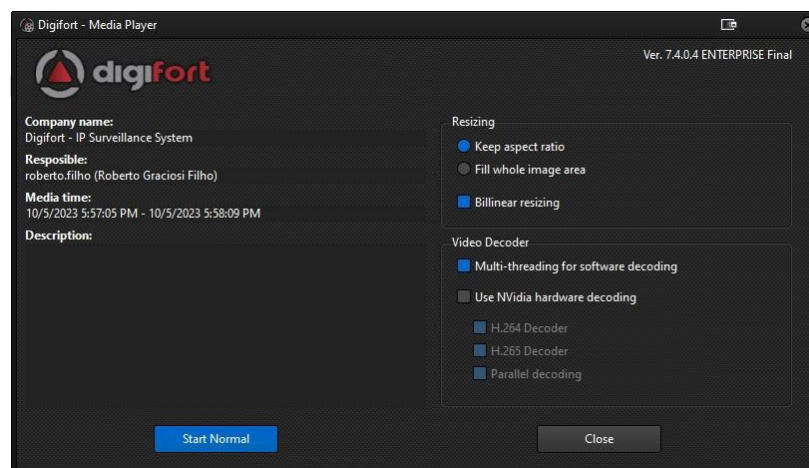 Digifort - Media Player
digifort
Ver. 7.4.0.4 ENTERPRISE Final
Company name:
Digifort - IP Surveillance System
Resposible:
roberto.filho (Roberto Graciosi Filho)
Media time:
10/5/2023 5:57:05 PM - 10/5/2023 5:58:09 PM
Description:
Resizing
Keep aspect ratio
Fill whole image area
Billinear resizing
Video Decoder
Multi-threading for software decoding
Use NVidia hardware decoding
H.264 Decoder
H.265 Decoder
Parallel decoding
Start Normal
Close